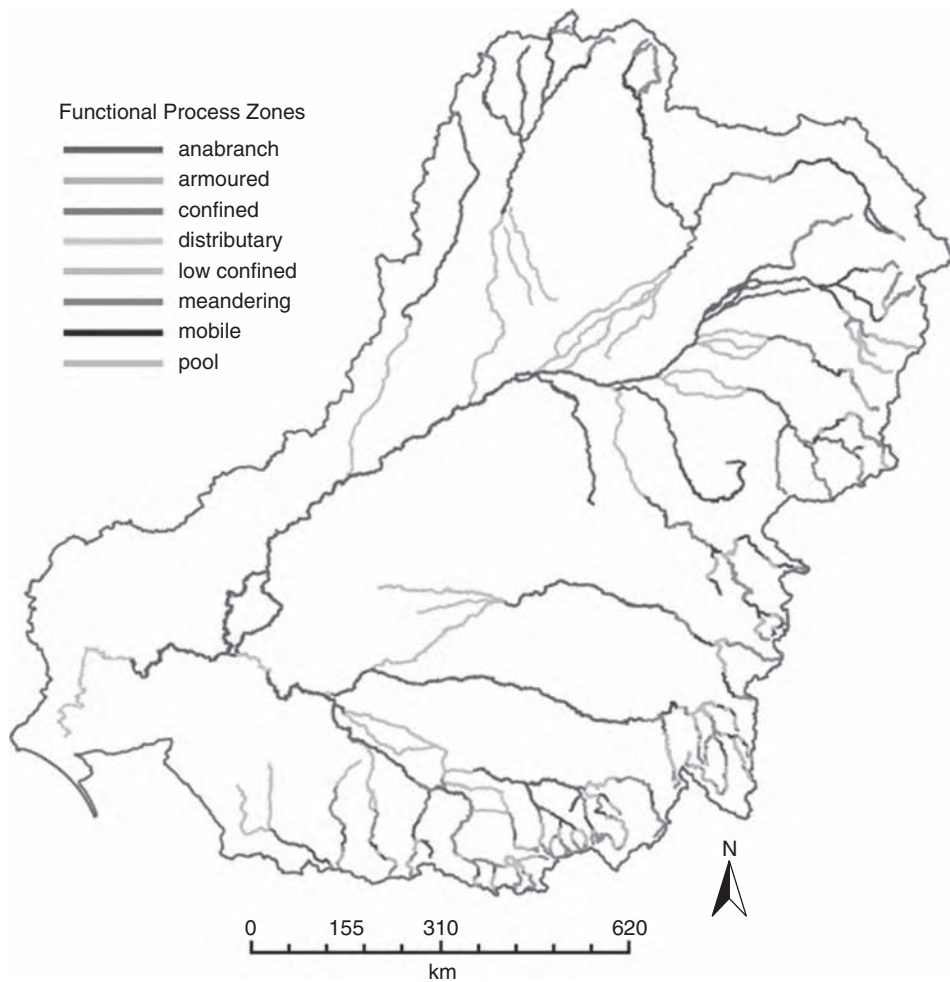 Functional Process Zones
anabranch
armoured
confined
distributary
low confined
meandering
mobile
pool
N
0 155 310 620
km